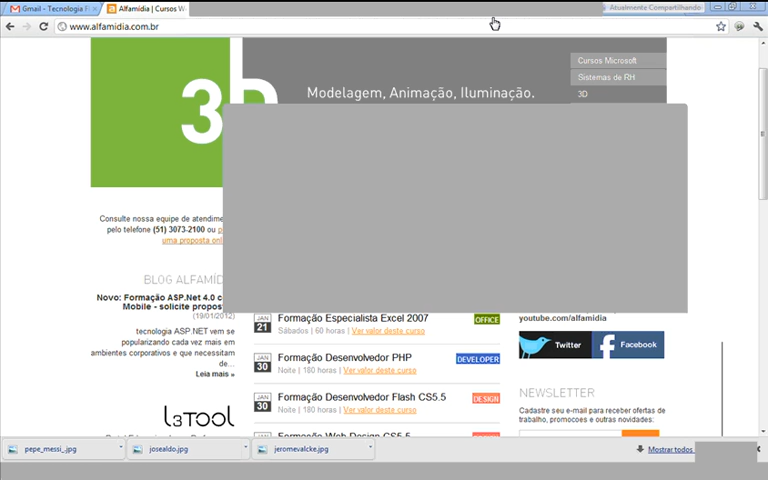 Gmail - Tecnologia F
Alfamídia | Cursos W
Atualmente Compartilhando
www.alfamidia.com.br
3D
Modelagem, Animação, Iluminação.
Cursos Microsoft
Sistemas de RH
3D
Consulte nossa equipe de atendime
pelo telefone (51) 3073-2100 ou
uma proposta onl
BLOG ALFAMÍD
Novo: Formação ASP.Net 4.0 c
Mobile - solicite propos
(19/01/2012)
tecnologia ASP.NET vem se
popularizando cada vez mais em
ambientes corporativos e que necessitam
de...
Leia mais »
L3TOOL
JAN 21 Formação Especialista Excel 2007 OFFICE
Sábados | 60 horas | Ver valor deste curso
JAN 30 Formação Desenvolvedor PHP DEVELOPER
Noite | 180 horas | Ver valor deste curso
JAN 30 Formação Desenvolvedor Flash CS5.5 DESIGN
Noite | 180 horas | Ver valor deste curso
JAN Formação Web Design CS5.5 DESIGN
youtube.com/alfamidia
Twitter
Facebook
NEWSLETTER
Cadastre seu e-mail para receber ofertas de
trabalho, promocoes e outras novidades:
pepe_messi_.jpg
josealdo.jpg
jeromevalcke.jpg
Mostrar todos